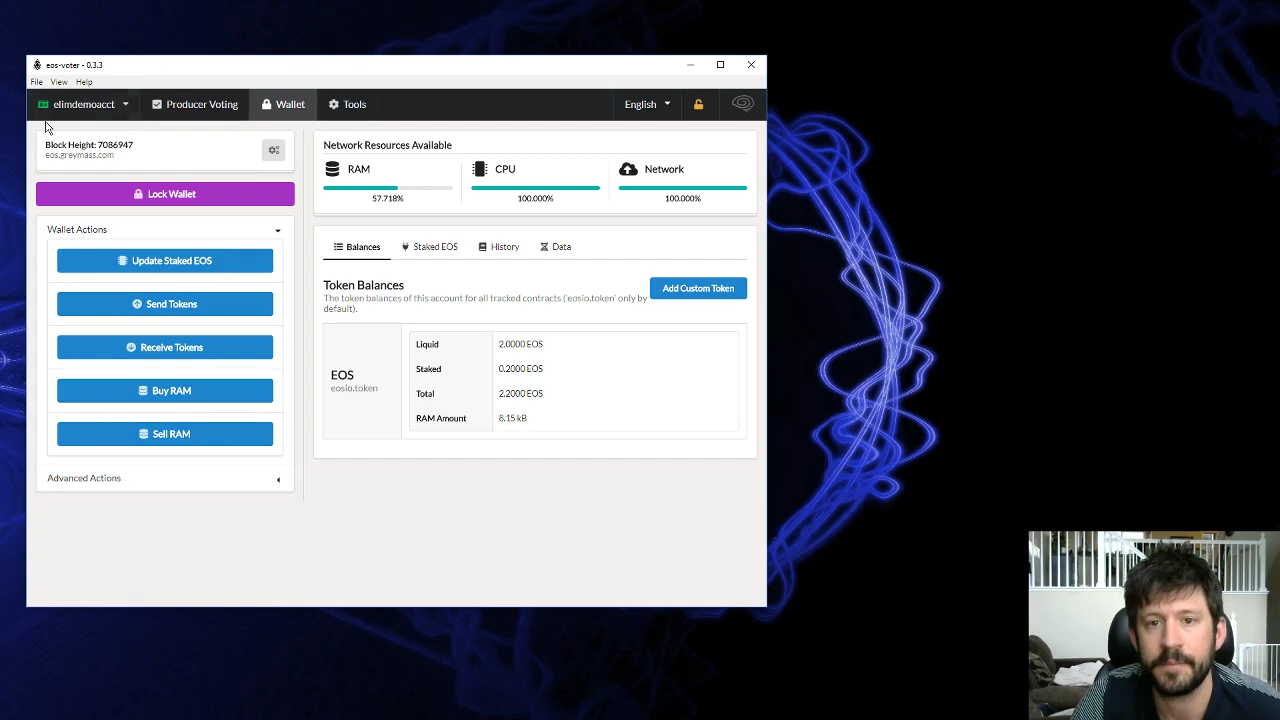 eos-voter - 0.3.3
File View Help
elimdemoacct Producer Voting Wallet Tools English
Block Height: 7086947
eos.greymass.com
Lock Wallet
Wallet Actions
Update Staked EOS
Send Tokens
Receive Tokens
Buy RAM
Sell RAM
Advanced Actions
Network Resources Available
RAM CPU Network
57.718% 100.000% 100.000%
Balances Staked EOS History Data
Token Balances
The token balances of this account for all tracked contracts ('eosio.token' only by
default).
Add Custom Token
EOS
eosio.token
Liquid 2.0000 EOS
Staked 0.2000 EOS
Total 2.2000 EOS
RAM Amount 8.15 kB